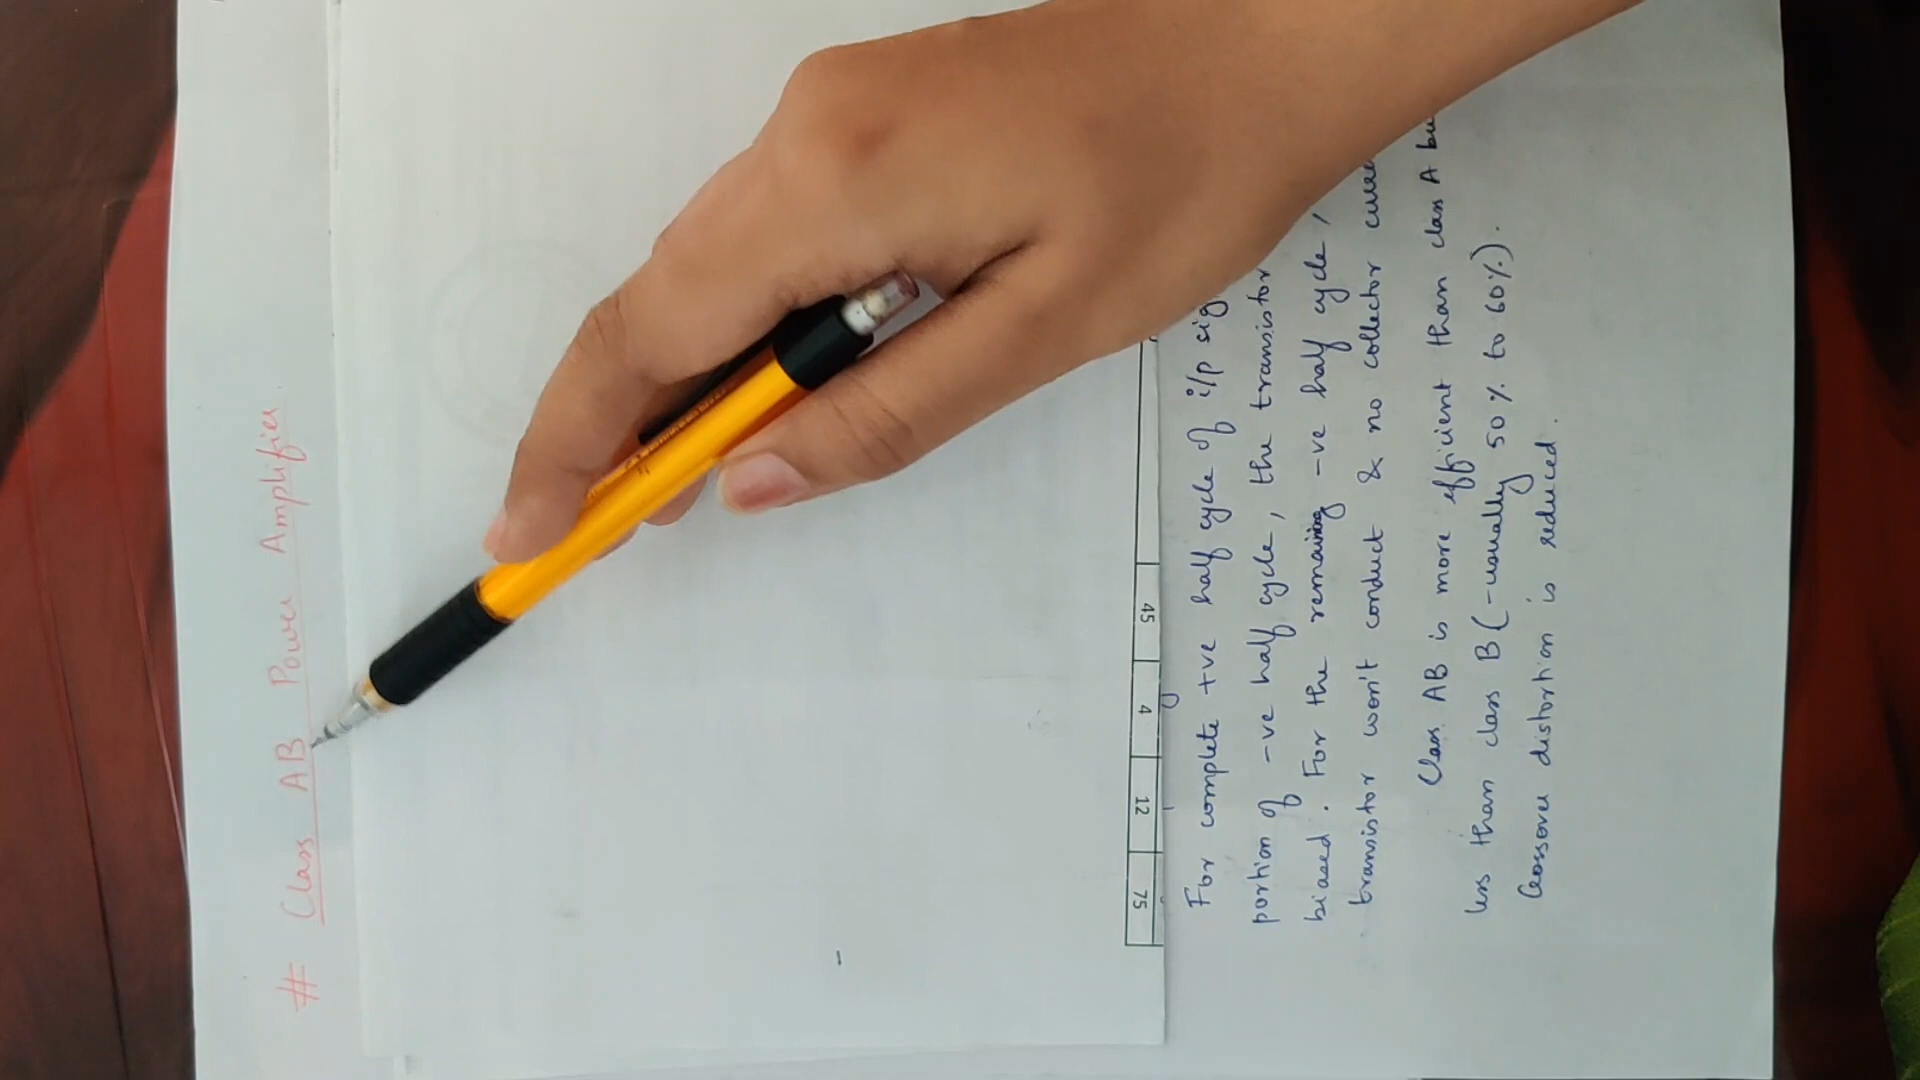 # Class AB Power Amplifier
45 4 12 75
For complete +ve half cycle of i/p
portion of -ve half cycle, the transistor
biased. For the remaining -ve half cycle,
transistor won't conduct & no collector
Class AB is more efficient than class A
less than class B (-usually 50% to 60%).
Crossover distortion is reduced.